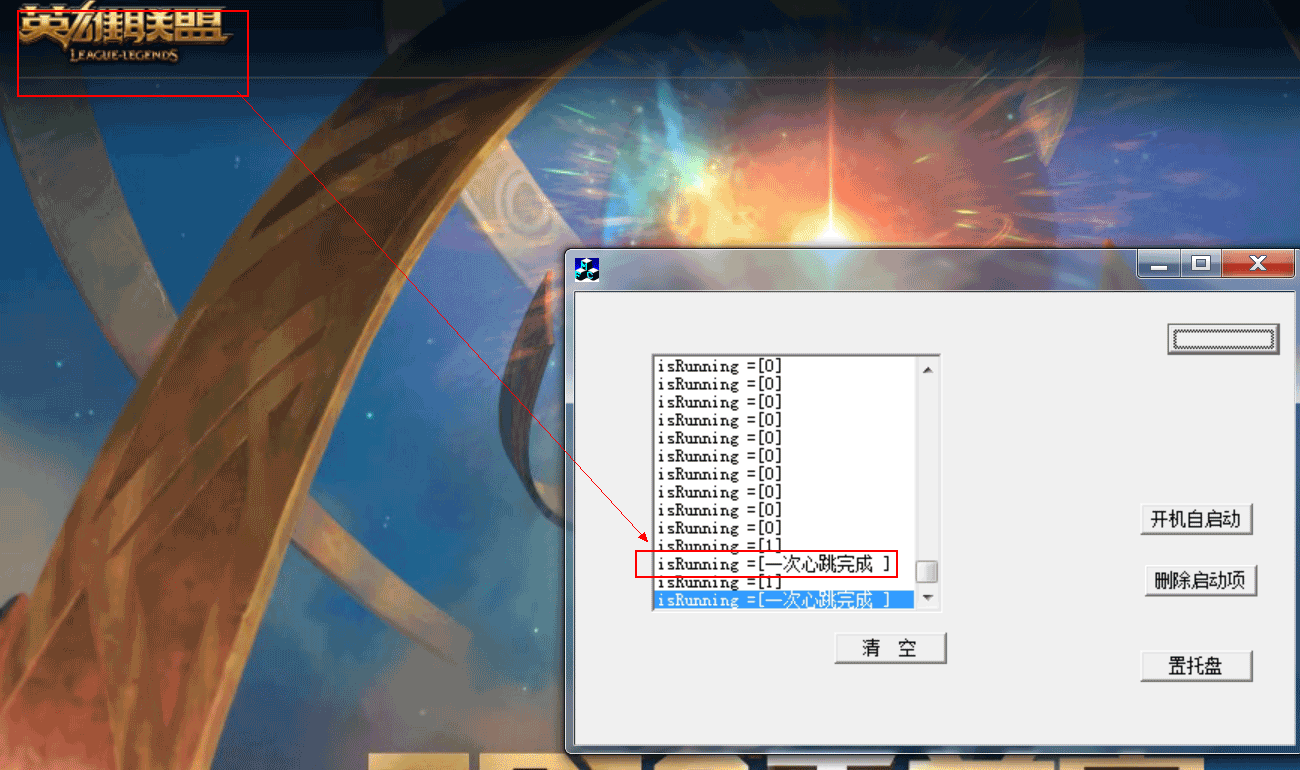 英雄联盟
LEAGUE-LEGENDS
isRunning =[0]
isRunning =[0]
isRunning =[0]
isRunning =[0]
isRunning =[0]
isRunning =[0]
isRunning =[0]
isRunning =[0]
isRunning =[0]
isRunning =[0]
isRunning =[1]
isRunning =[一次心跳完成 ]
isRunning =[1]
isRunning =[一次心跳完成 ]
开机自启动
删除启动项
清 空
置托盘